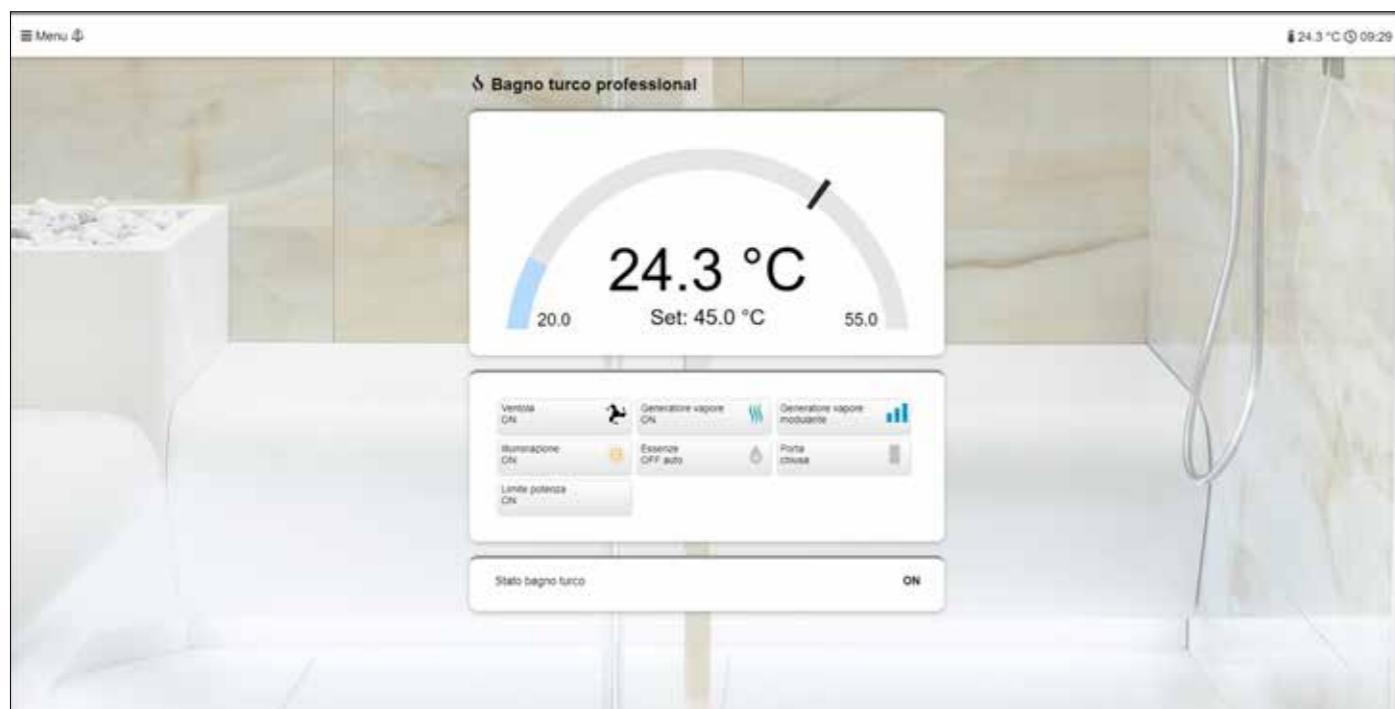 Menu
24.3 °C 09:29
Bagno turco professional
24.3 °C
20.0 Set: 45.0 °C 55.0
Ventola
ON
Generatore vapore
ON
Generatore vapore
modulante
Illuminazione
ON
Essenze
OFF auto
Porta
chiusa
Limite potenza
ON
Stato bagno turco ON